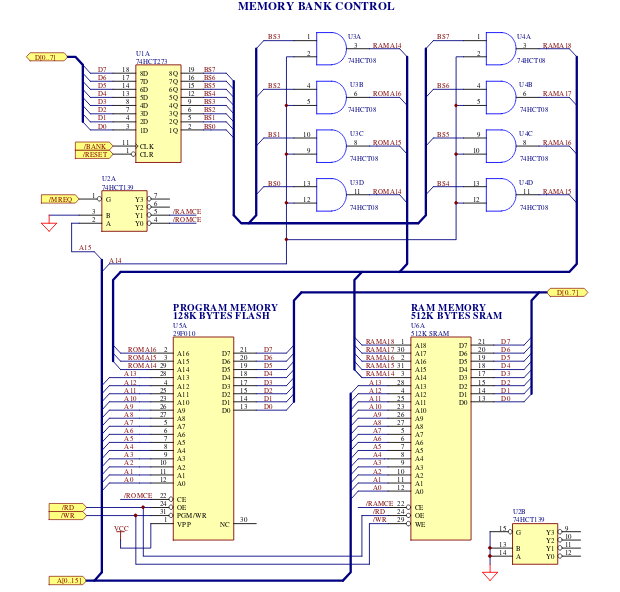 MEMORY BANK CONTROL
D[0..7]
U1A
74HCT273
D7 18 8D 8Q 19 BS7
D6 17 7D 7Q 16 BS6
D5 14 6D 6Q 15 BS5
D4 13 5D 5Q 12 BS4
D3 8 4D 4Q 9 BS3
D2 7 3D 3Q 6 BS2
D1 4 2D 2Q 5 BS1
D0 3 1D 1Q 2 BS0
/BANK 11 CLK
/RESET 1 CLR
BS3 1 2 U3A 3 RAMA14
74HCT08
BS7 1 2 U4A 3 RAMA18
74HCT08
BS2 4 5 U3B 6 ROMA16
74HCT08
BS6 4 5 U4B 6 RAMA17
74HCT08
BS1 10 9 U3C 8 ROMA15
74HCT08
BS5 10 9 U4C 8 RAMA16
74HCT08
BS0 13 12 U3D 11 ROMA14
74HCT08
BS4 13 12 U4D 11 RAMA15
74HCT08
U2A
74HCT139
/MREQ 1 G Y3 7
Y2 6
3 B Y1 5 /RAMCE
2 A Y0 4 /ROMCE
A15
A14
PROGRAM MEMORY
128K BYTES FLASH
U5A
29F010
ROMA16 2 A16 D7 21 D7
ROMA15 3 A15 D6 20 D6
ROMA14 29 A14 D5 19 D5
A13 28 A13 D4 18 D4
A12 4 A12 D3 17 D3
A11 25 A11 D2 15 D2
A10 23 A10 D1 14 D1
A9 26 A9 D0 13 D0
A8 27 A8
A7 5 A7
A6 6 A6
A5 7 A5
A4 8 A4
A3 9 A3
A2 10 A2
A1 11 A1
A0 12 A0
/ROMCE 22 CE
/RD 24 OE
/WR 31 PGM/WR
VCC 1 VPP NC 30
D[0..7]
RAM MEMORY
512K BYTES SRAM
U6A
512K SRAM
RAMA18 1 A18 D7 21 D7
RAMA17 30 A17 D6 20 D6
RAMA16 2 A16 D5 19 D5
RAMA15 31 A15 D4 18 D4
RAMA14 3 A14 D3 17 D3
A13 28 A13 D2 15 D2
A12 4 A12 D1 14 D1
A11 25 A11 D0 13 D0
A10 23 A10
A9 26 A9
A8 27 A8
A7 5 A7
A6 6 A6
A5 7 A5
A4 8 A4
A3 9 A3
A2 10 A2
A1 11 A1
A0 12 A0
/RAMCE 22 CE
/RD 24 OE
/WR 29 WE
U2B
74HCT139
15 G Y3 9
Y2 10
13 B Y1 11
14 A Y0 12
A[0..15]